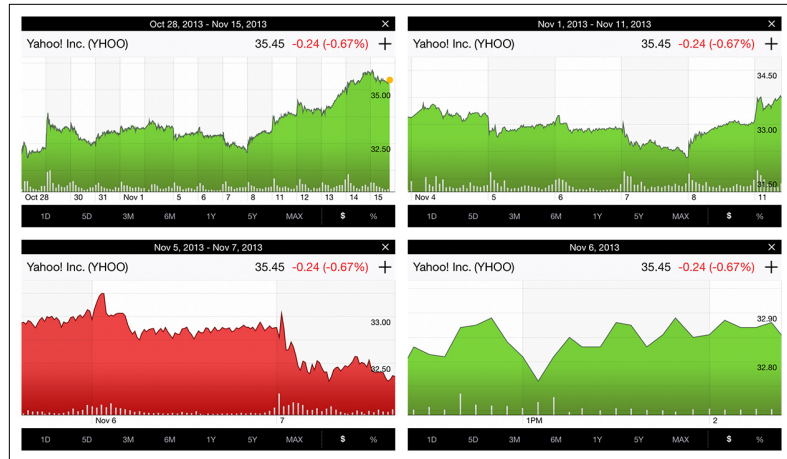 Oct 28, 2013 - Nov 15, 2013 ×
Yahoo! Inc. (YHOO) 35.45 -0.24 (-0.67%) +
35.00
32.50
Oct 28 30 31 Nov 1 5 6 7 8 11 12 13 14 15
1D 5D 3M 6M 1Y 5Y MAX $ %
Nov 1, 2013 - Nov 11, 2013 ×
Yahoo! Inc. (YHOO) 35.45 -0.24 (-0.67%) +
34.50
33.00
31.50
Nov 4 5 6 7 8 11
1D 5D 3M 6M 1Y 5Y MAX $ %
Nov 5, 2013 - Nov 7, 2013 ×
Yahoo! Inc. (YHOO) 35.45 -0.24 (-0.67%) +
33.00
32.50
Nov 6 7
1D 5D 3M 6M 1Y 5Y MAX $ %
Nov 6, 2013 ×
Yahoo! Inc. (YHOO) 35.45 -0.24 (-0.67%) +
32.90
32.80
1PM 2
1D 5D 3M 6M 1Y 5Y MAX $ %